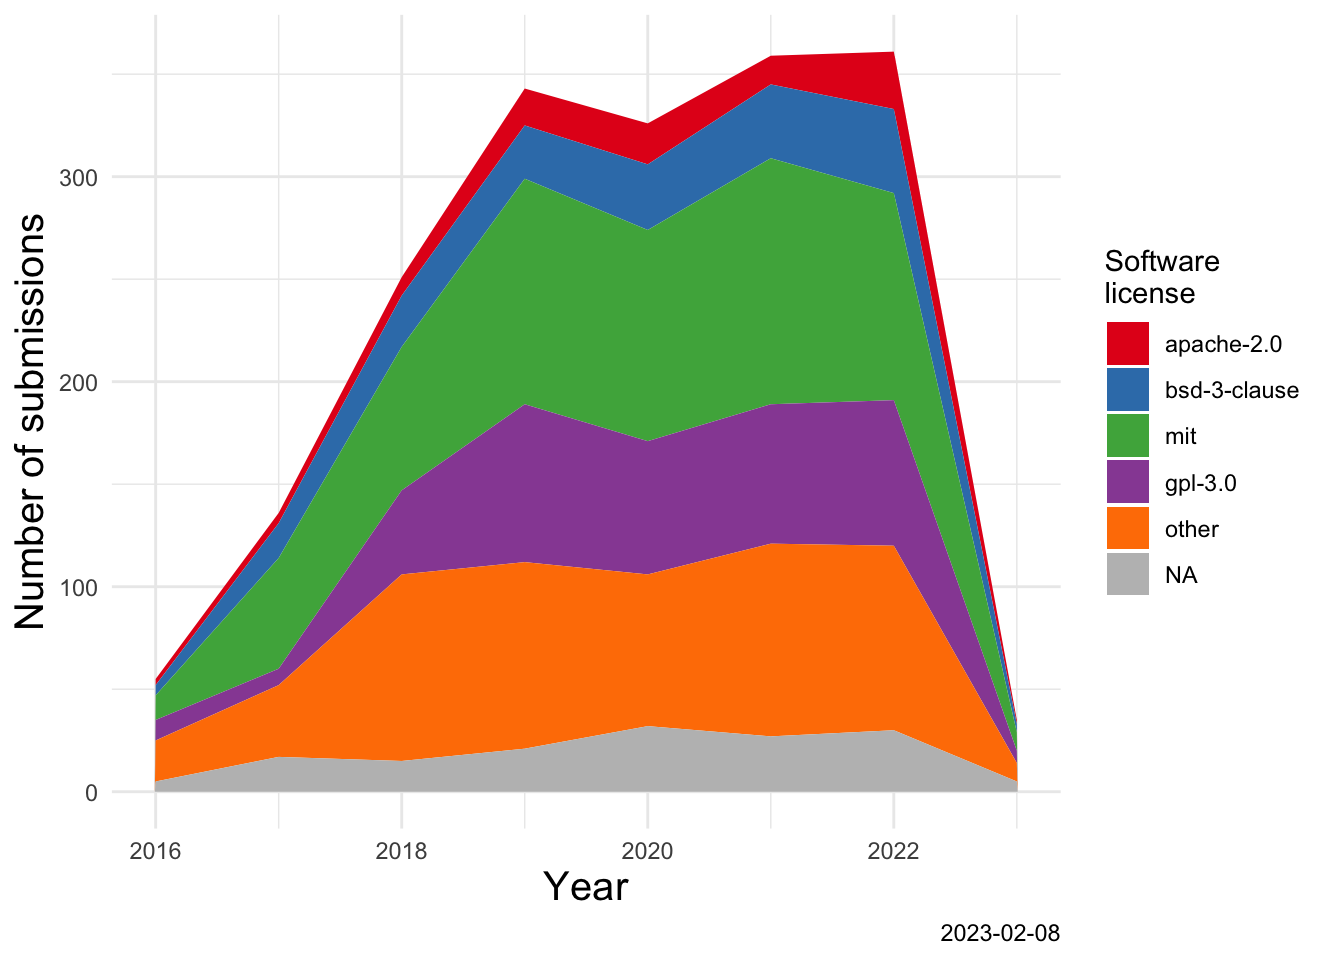 Number of submissions
300
200
100
0
2016
2018
2020
2022
Year
2023-02-08
Software
license
apache-2.0
bsd-3-clause
mit
gpl-3.0
other
NA